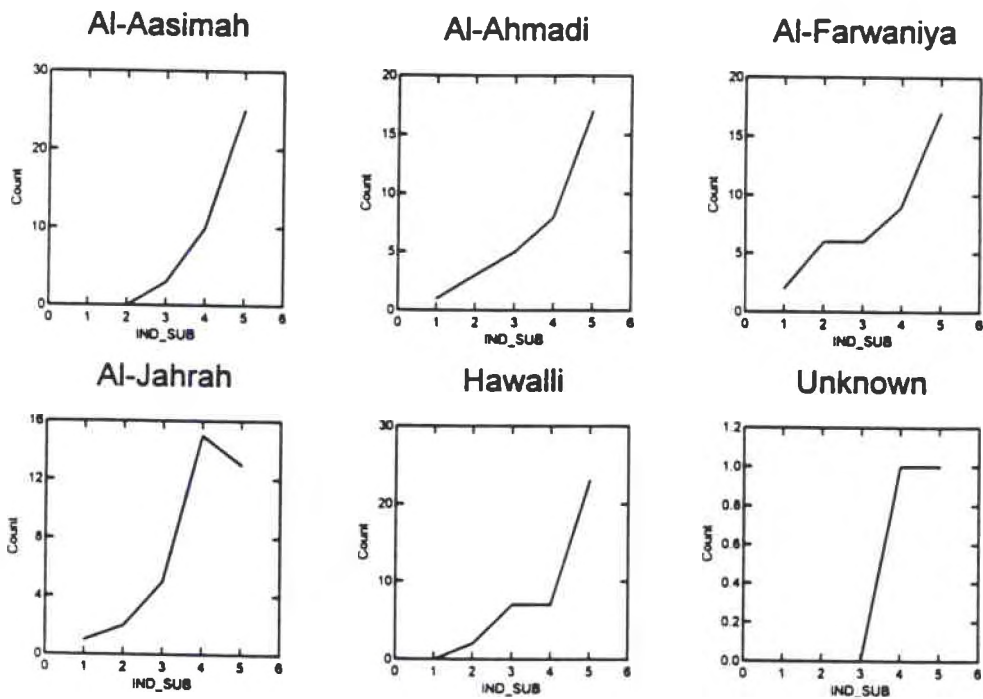 Al-Aasimah
30
20
10
0
Count
0 1 2 3 4 5 6
IND_SUB
Al-Ahmadi
20
15
10
5
0
Count
0 1 2 3 4 5 6
IND_SUB
Al-Farwaniya
20
15
10
5
0
Count
0 1 2 3 4 5 6
IND_SUB
Al-Jahrah
16
12
8
4
0
Count
0 1 2 3 4 5 6
IND_SUB
Hawalli
30
20
10
0
Count
0 1 2 3 4 5 6
IND_SUB
Unknown
1.2
1.0
0.8
0.6
0.4
0.2
0.0
Count
0 1 2 3 4 5 6
IND_SUB